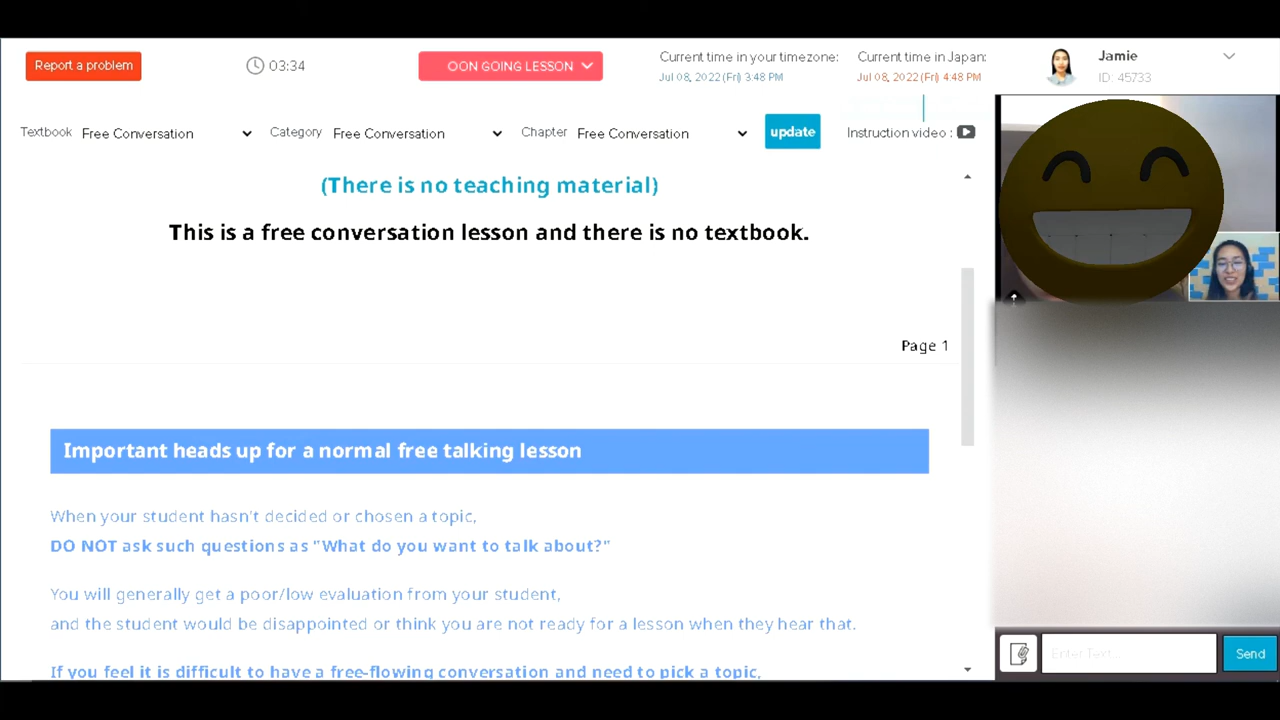 Report a problem
03:34
OON GOING LESSON
Current time in your timezone:
Jul 08, 2022 (Fri) 3:48 PM
Current time in Japan:
Jul 08, 2022 (Fri) 4:48 PM
Jamie
ID: 45733
Textbook Free Conversation
Category Free Conversation
Chapter Free Conversation
update
Instruction video :
(There is no teaching material)
This is a free conversation lesson and there is no textbook.
Page 1
Important heads up for a normal free talking lesson
When your student hasn't decided or chosen a topic,
DO NOT ask such questions as "What do you want to talk about?"
You will generally get a poor/low evaluation from your student,
and the student would be disappointed or think you are not ready for a lesson when they hear that.
If you feel it is difficult to have a free-flowing conversation and need to pick a topic,
Enter Text...
Send